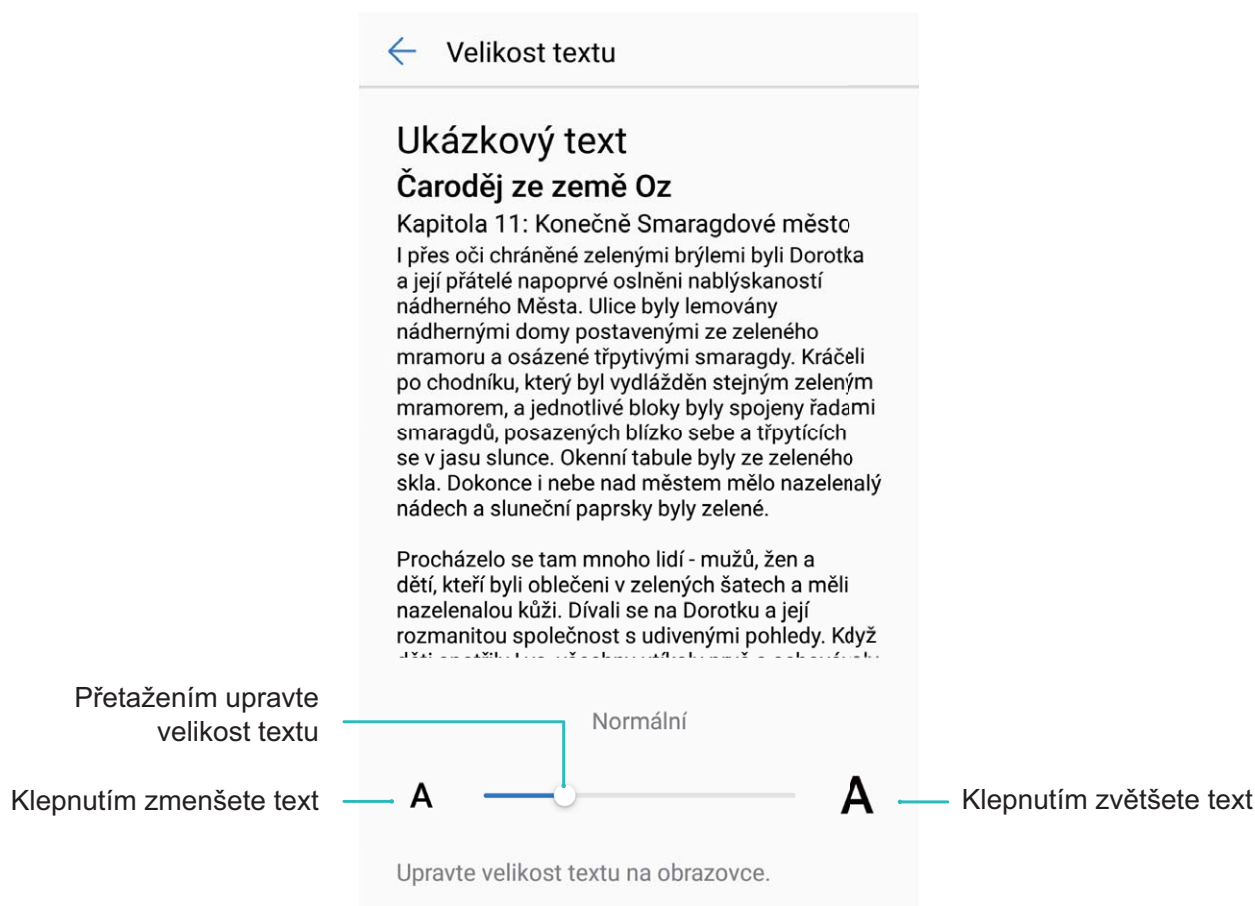 Velikost textu
Ukázkový text
Čaroděj ze země Oz
Kapitola 11: Konečně Smaragdové město
I přes oči chráněné zelenými brýlemi byli Dorotka
a její přátelé napoprvé oslněni nablýskaností
nádherného Města. Ulice byly lemovány
nádhernými domy postavenými ze zeleného
mramoru a osázené třpytivými smaragdy. Kráčeli
po chodníku, který byl vydlážděn stejným zeleným
mramorem, a jednotlivé bloky byly spojeny řadami
smaragdů, posazených blízko sebe a třpytících
se v jasu slunce. Okenní tabule byly ze zeleného
skla. Dokonce i nebe nad městem mělo nazelenalý
nádech a sluneční paprsky byly zelené.
Procházelo se tam mnoho lidí - mužů, žen a
dětí, kteří byli oblečeni v zelených šatech a měli
nazelenalou kůži. Dívali se na Dorotku a její
rozmanitou společnost s udivenými pohledy. Když
Přetažením upravte
velikost textu
Normální
Klepnutím zmenšete text
A
A
Klepnutím zvětšete text
Upravte velikost textu na obrazovce.